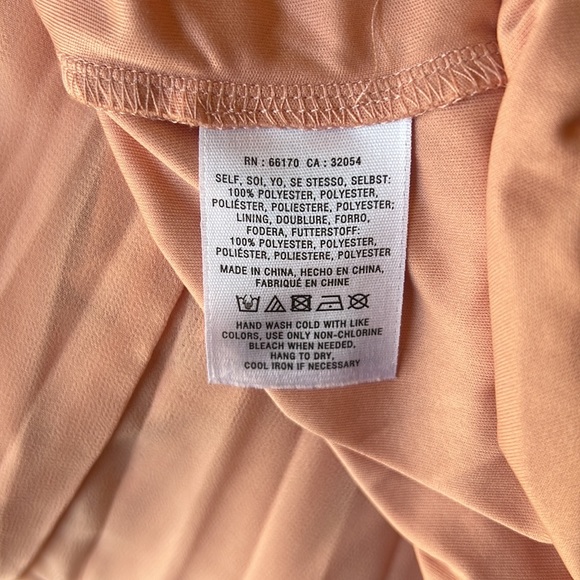 RN : 66170 CA : 32054
SELF, SOI, YO, SE STESSO, SELBST:
100% POLYESTER, POLYESTER,
POLIÉSTER, POLIESTERE, POLYESTER;
LINING, DOUBLURE, FORRO,
FODERA, FUTTERSTOFF:
100% POLYESTER, POLYESTER,
POLIÉSTER, POLIESTERE, POLYESTER
MADE IN CHINA, HECHO EN CHINA,
FABRIQUÉ EN CHINE
HAND WASH COLD WITH LIKE
COLORS, USE ONLY NON-CHLORINE
BLEACH WHEN NEEDED,
HANG TO DRY,
COOL IRON IF NECESSARY